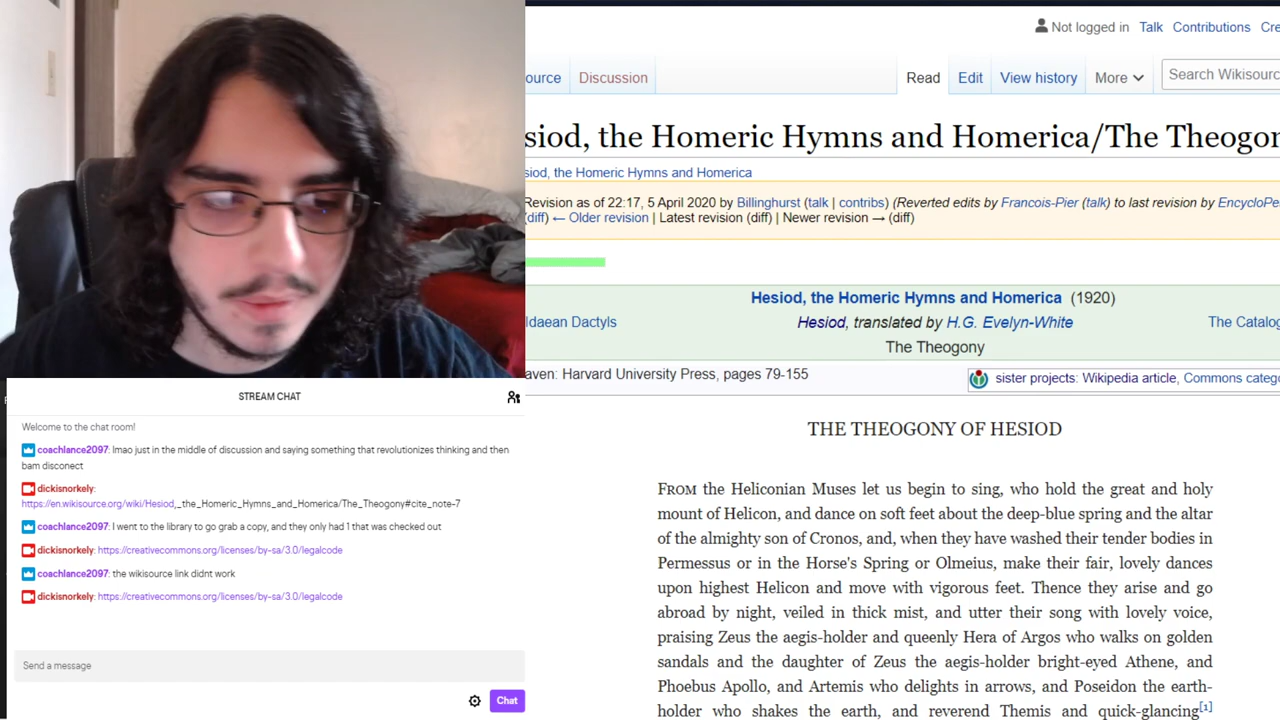 Not logged in Talk Contributions Cre
ource Discussion Read Edit View history More Search Wikisourc
siod, the Homeric Hymns and Homerica/The Theogon
siod, the Homeric Hymns and Homerica
Revision as of 22:17, 5 April 2020 by Billinghurst (talk | contribs) (Reverted edits by Francois-Pier (talk) to last revision by EncycloPe
(diff) ← Older revision | Latest revision (diff) | Newer revision → (diff)
Hesiod, the Homeric Hymns and Homerica (1920)
Idaean Dactyls Hesiod, translated by H.G. Evelyn-White The Catalog
The Theogony
aven: Harvard University Press, pages 79-155
sister projects: Wikipedia article, Commons catego
THE THEOGONY OF HESIOD
FROM the Heliconian Muses let us begin to sing, who hold the great and holy
mount of Helicon, and dance on soft feet about the deep-blue spring and the altar
of the almighty son of Cronos, and, when they have washed their tender bodies in
Permessus or in the Horse's Spring or Olmeius, make their fair, lovely dances
upon highest Helicon and move with vigorous feet. Thence they arise and go
abroad by night, veiled in thick mist, and utter their song with lovely voice,
praising Zeus the aegis-holder and queenly Hera of Argos who walks on golden
sandals and the daughter of Zeus the aegis-holder bright-eyed Athene, and
Phoebus Apollo, and Artemis who delights in arrows, and Poseidon the earth-
holder who shakes the earth, and reverend Themis and quick-glancing[1]
STREAM CHAT
Welcome to the chat room!
coachlance2097: lmao just in the middle of discussion and saying something that revolutionizes thinking and then
bam disconect
dickisnorkely:
https://en.wikisource.org/wiki/Hesiod,_the_Homeric_Hymns_and_Homerica/The_Theogony#cite_note-7
coachlance2097: I went to the library to go grab a copy, and they only had 1 that was checked out
dickisnorkely: https://creativecommons.org/licenses/by-sa/3.0/legalcode
coachlance2097: the wikisource link didnt work
dickisnorkely: https://creativecommons.org/licenses/by-sa/3.0/legalcode
Send a message
Chat